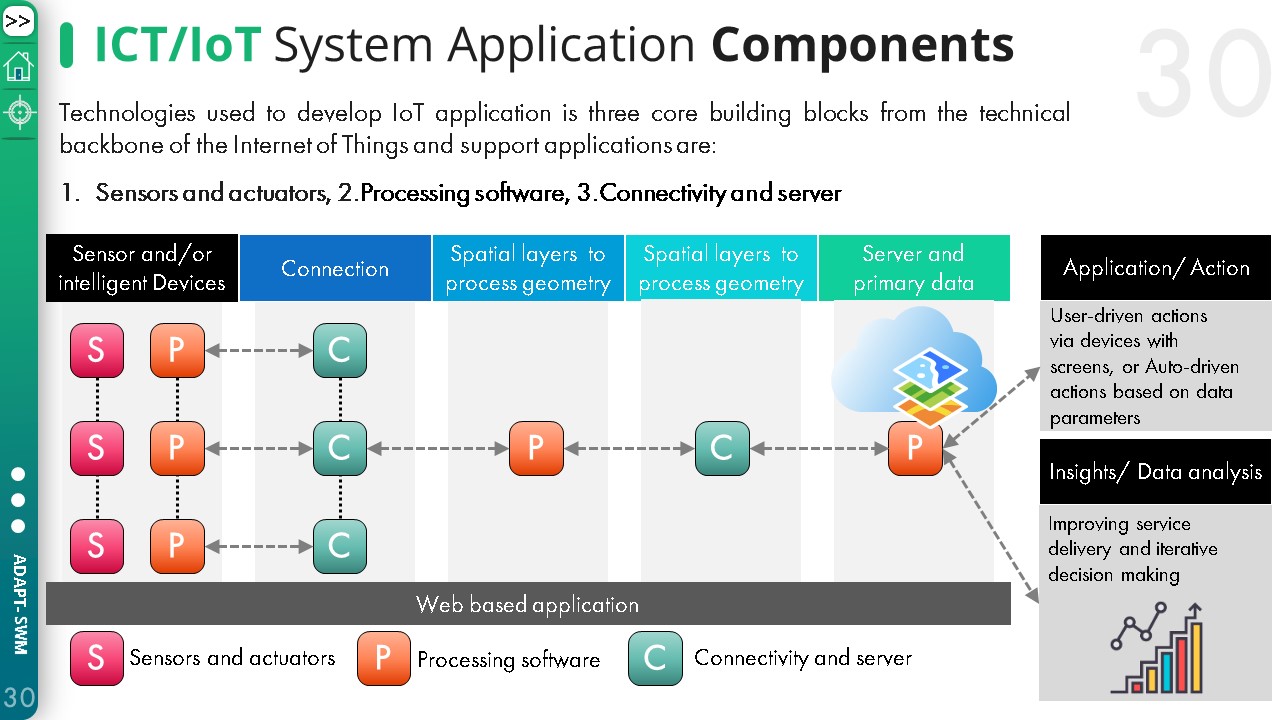 >>
ICT/IoT System Application Components
30
Technologies used to develop IoT application is three core building blocks from the technical
backbone of the Internet of Things and support applications are:
1. Sensors and actuators, 2.Processing software, 3.Connectivity and server
Sensor and/or
intelligent Devices
Connection
Spatial layers to
process geometry
Spatial layers to
process geometry
Server and
primary data
Application/ Action
S P C
User-driven actions
via devices with
screens, or Auto-driven
actions based on data
parameters
S P C P C P
Insights/ Data analysis
S P C
Improving service
delivery and iterative
decision making
Web based application
S Sensors and actuators
P Processing software
C Connectivity and server
ADAPT- SWM
30